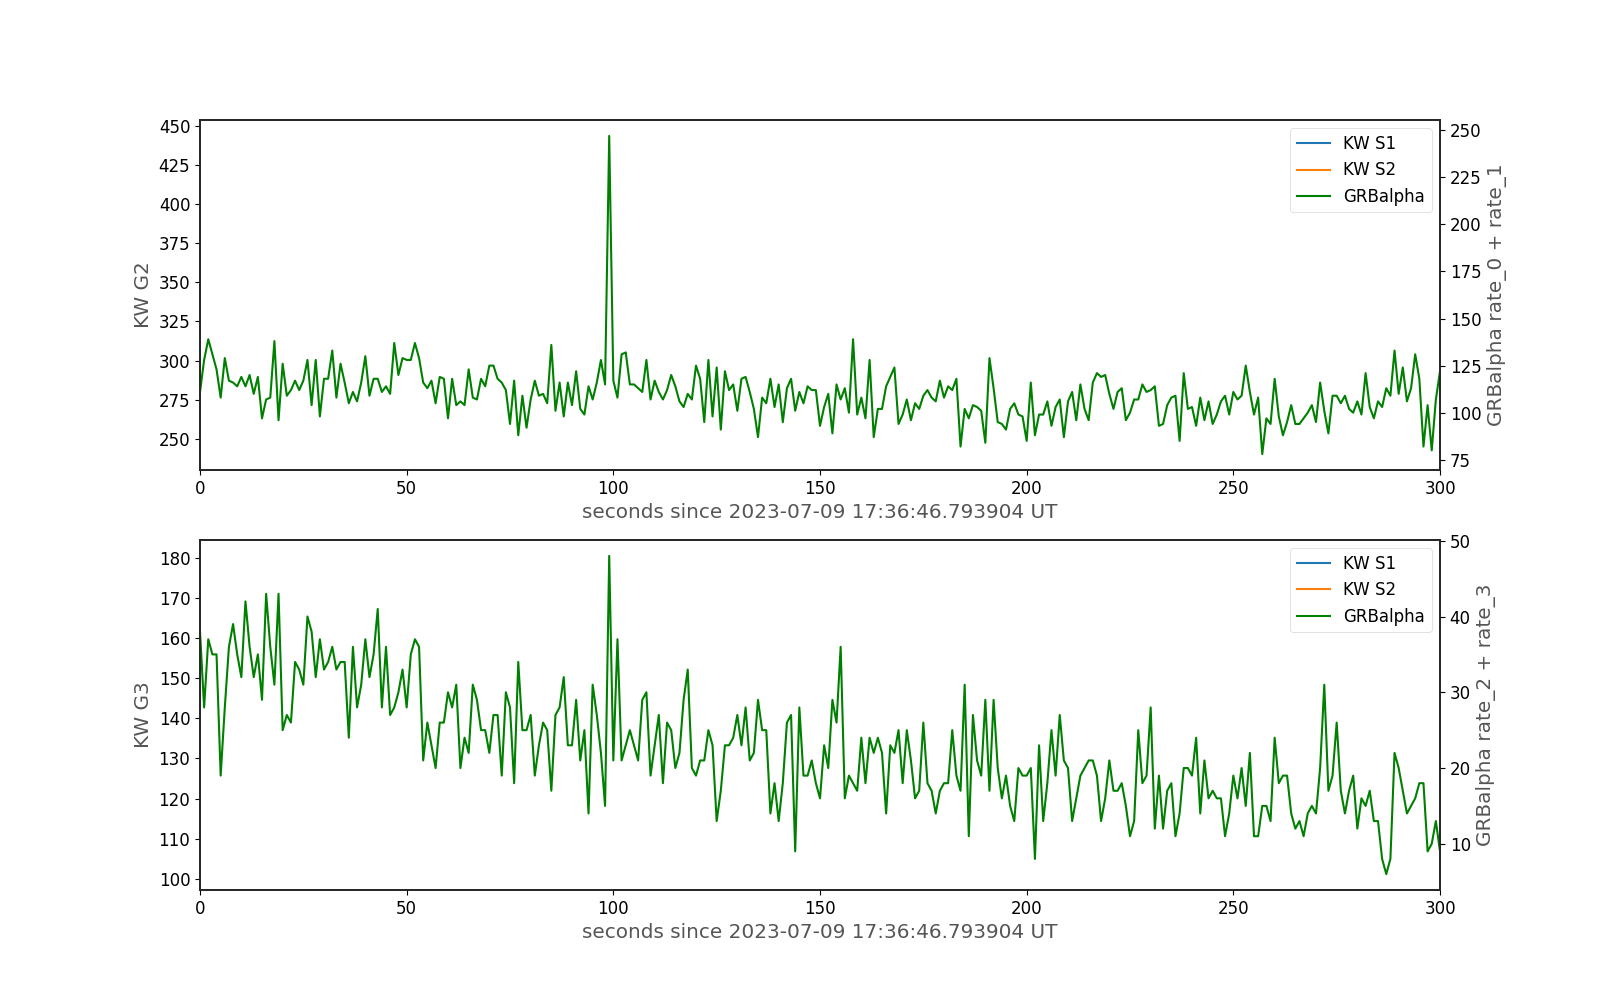 450
425
400
375
350
325
300
275
250
KW G2
250
225
200
175
150
125
100
75
GRBalpha rate_0 + rate_1
KW S1
KW S2
GRBalpha
0 50 100 150 200 250 300
seconds since 2023-07-09 17:36:46.793904 UT
180
170
160
150
140
130
120
110
100
KW G3
50
40
30
20
10
GRBalpha rate_2 + rate_3
KW S1
KW S2
GRBalpha
0 50 100 150 200 250 300
seconds since 2023-07-09 17:36:46.793904 UT